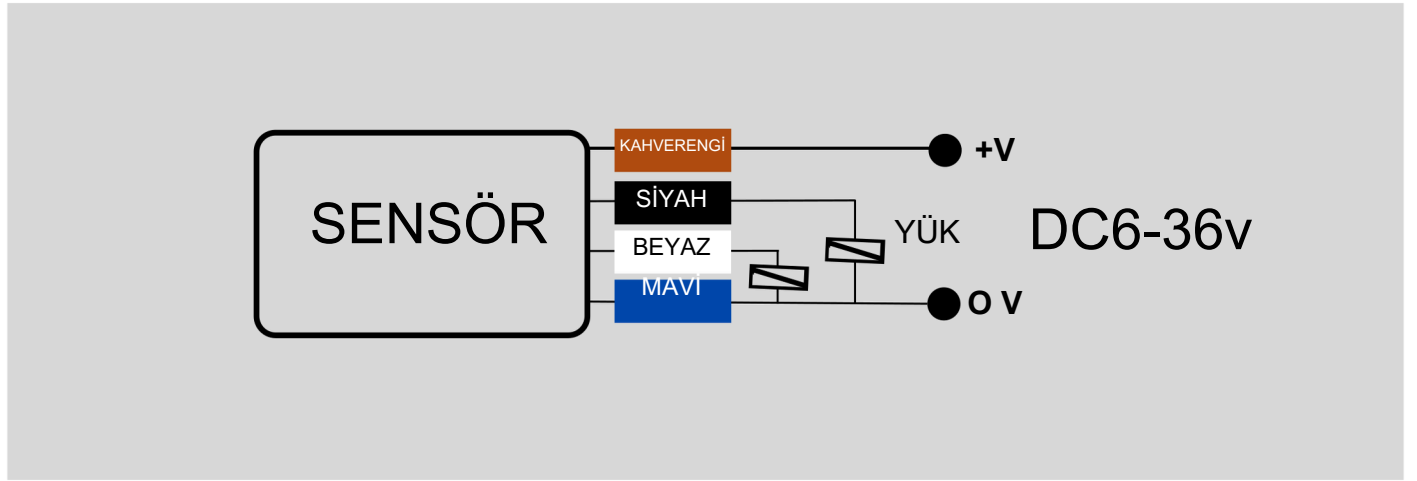 KAHVERENGİ
+V
SİYAH
SENSÖR
YÜK
DC6-36v
BEYAZ
MAVİ
O V